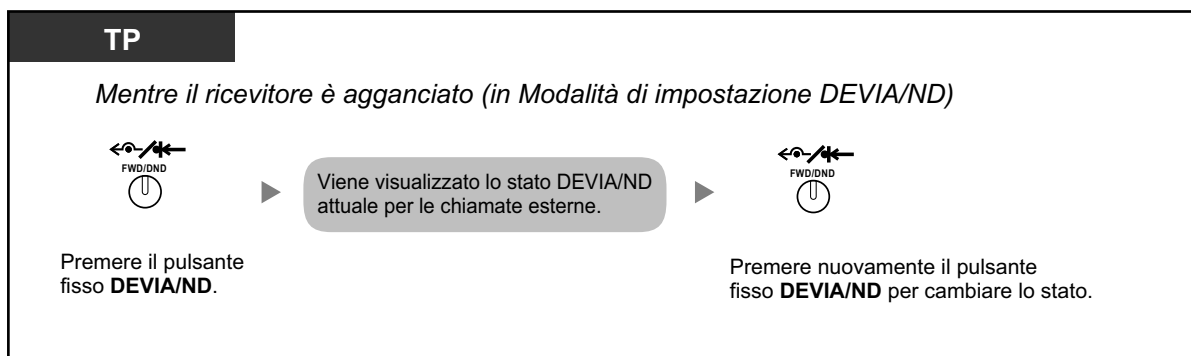 TP
Mentre il ricevitore è agganciato (in Modalità di impostazione DEVIA/ND)
FWD/DND
Viene visualizzato lo stato DEVIA/ND
attuale per le chiamate esterne.
FWD/DND
Premere il pulsante
fisso DEVIA/ND.
Premere nuovamente il pulsante
fisso DEVIA/ND per cambiare lo stato.